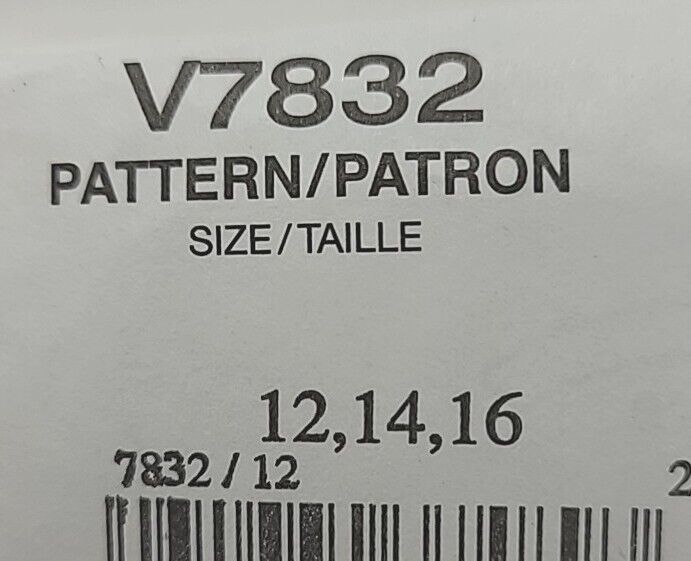 V7832
PATTERN/PATRON
SIZE/TAILLE
12,14,16
7832 / 12
2